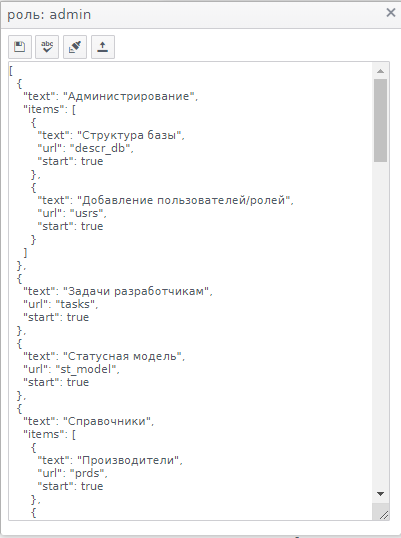 роль: admin
abc
[
  {
    "text": "Администрирование",
    "items": [
      {
        "text": "Структура базы",
        "url": "descr_db",
        "start": true
      },
      {
        "text": "Добавление пользователей/ролей",
        "url": "usrs",
        "start": true
      }
    ]
  },
  {
    "text": "Задачи разработчикам",
    "url": "tasks",
    "start": true
  },
  {
    "text": "Статусная модель",
    "url": "st_model",
    "start": true
  },
  {
    "text": "Справочники",
    "items": [
      {
        "text": "Производители",
        "url": "prds",
        "start": true
      },
      {